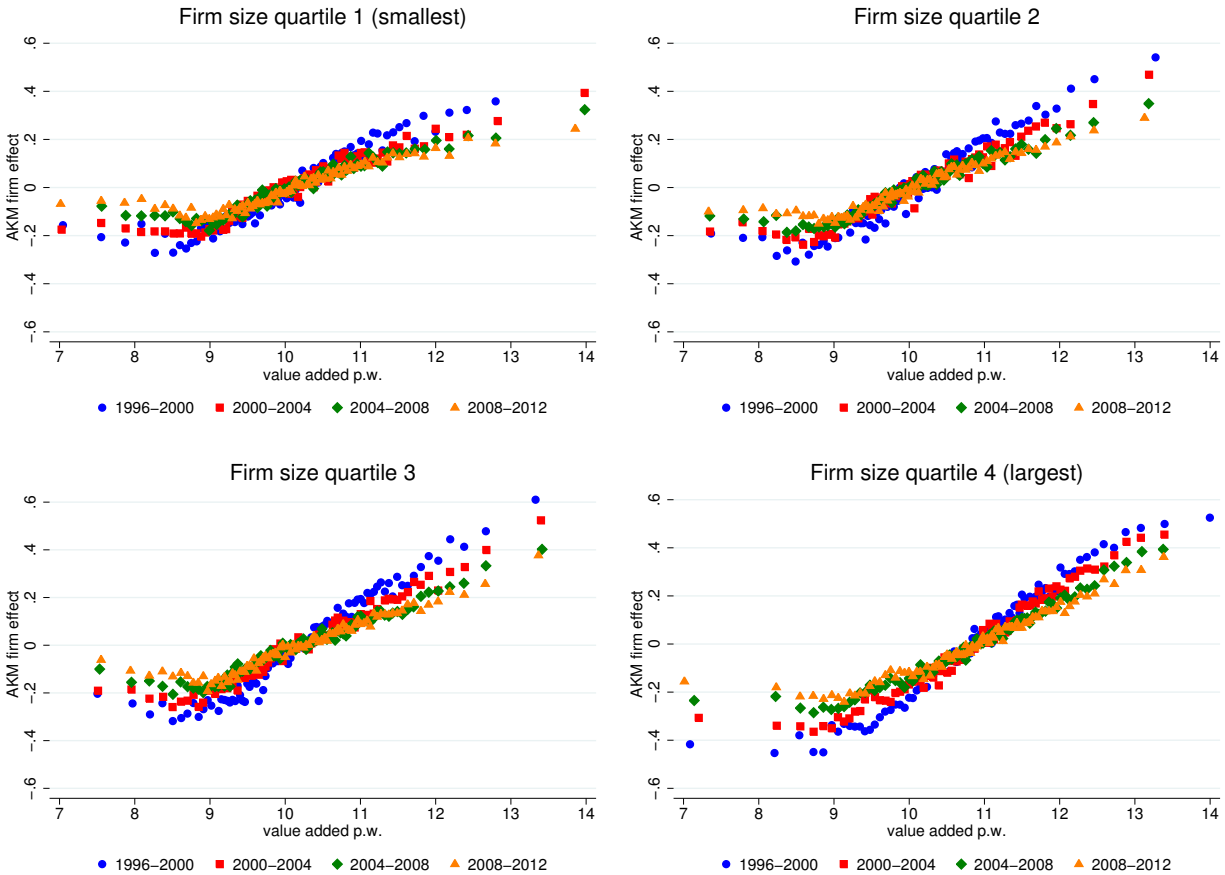 Firm size quartile 1 (smallest)
AKM firm effect
.6
.4
.2
0
−.2
−.4
−.6
7 8 9 10 11 12 13 14
value added p.w.
1996−2000 2000−2004 2004−2008 2008−2012
Firm size quartile 2
AKM firm effect
.6
.4
.2
0
−.2
−.4
−.6
7 8 9 10 11 12 13 14
value added p.w.
1996−2000 2000−2004 2004−2008 2008−2012
Firm size quartile 3
AKM firm effect
.6
.4
.2
0
−.2
−.4
−.6
7 8 9 10 11 12 13 14
value added p.w.
1996−2000 2000−2004 2004−2008 2008−2012
Firm size quartile 4 (largest)
AKM firm effect
.6
.4
.2
0
−.2
−.4
−.6
7 8 9 10 11 12 13 14
value added p.w.
1996−2000 2000−2004 2004−2008 2008−2012